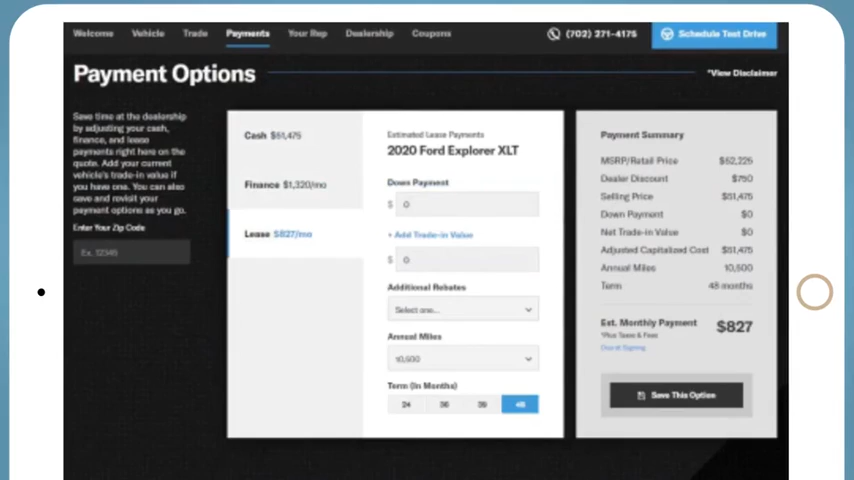 Welcome Vehicle Trade Payments Your Rep Dealership Coupons (702) 271-4175 Schedule Test Drive
Payment Options
*View Disclaimer
Save time at the dealership
by adjusting your cash,
finance, and lease
payments right here on the
quote. Add your current
vehicle's trade-in value if
you have one. You can also
save and revisit your
payment options as you go.
Enter Your Zip Code
Ex. 12345
Cash $51,475
Finance $1,320/mo
Lease $827/mo
Estimated Lease Payments
2020 Ford Explorer XLT
Down Payment
$ 0
+ Add Trade-in Value
$ 0
Additional Rebates
Select one...
Annual Miles
10,500
Term (In Months)
24 36 39 48
Payment Summary
MSRP/Retail Price $52,225
Dealer Discount $750
Selling Price $51,475
Down Payment $0
Net Trade-in Value $0
Adjusted Capitalized Cost $51,475
Annual Miles 10,500
Term 48 months
Est. Monthly Payment $827
*Plus Taxes & Fees
Due at Signing
Save This Option